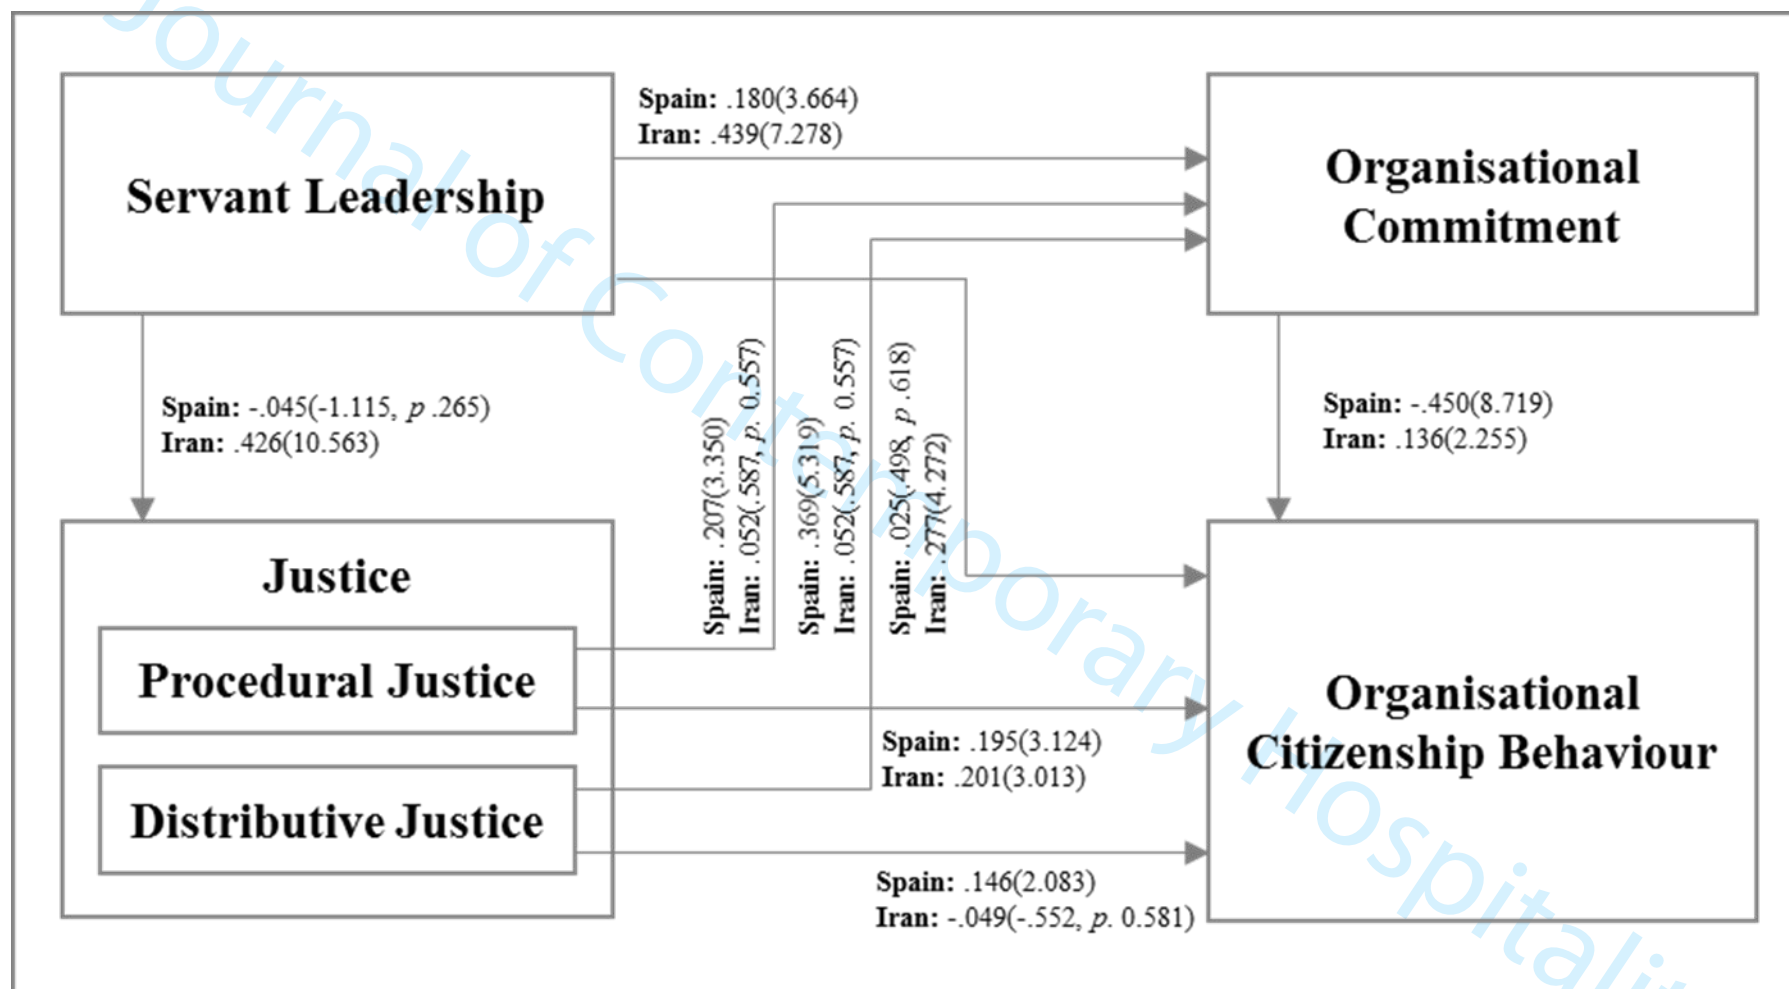 Journal of Contemporary Hospitali
Spain: .180(3.664)
Iran: .439(7.278)
Servant Leadership
Organisational
Commitment
Spain: -.045(-1.115, p .265)
Iran: .426(10.563)
Spain: .207(3.350)
Iran: .052(.587, p. 0.557)
Spain: .369(5.319)
Iran: .052(.587, p. 0.557)
Spain: .025(.498, p .618)
Iran: .277(4.272)
Spain: -.450(8.719)
Iran: .136(2.255)
Justice
Procedural Justice
Distributive Justice
Spain: .195(3.124)
Iran: .201(3.013)
Organisational
Citizenship Behaviour
Spain: .146(2.083)
Iran: -.049(-.552, p. 0.581)